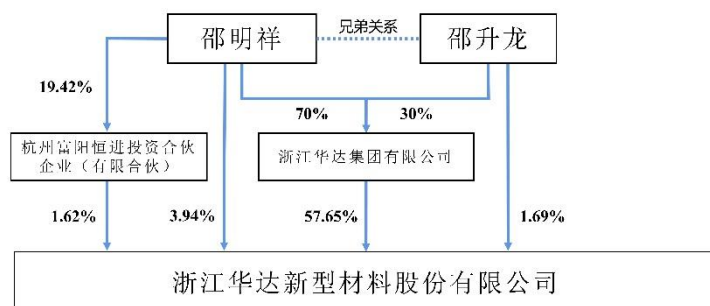 邵明祥
兄弟关系
邵升龙
19.42%
70%
30%
杭州富阳恒进投资合伙
企业（有限合伙）
浙江华达集团有限公司
1.62%
3.94%
57.65%
1.69%
浙江华达新型材料股份有限公司